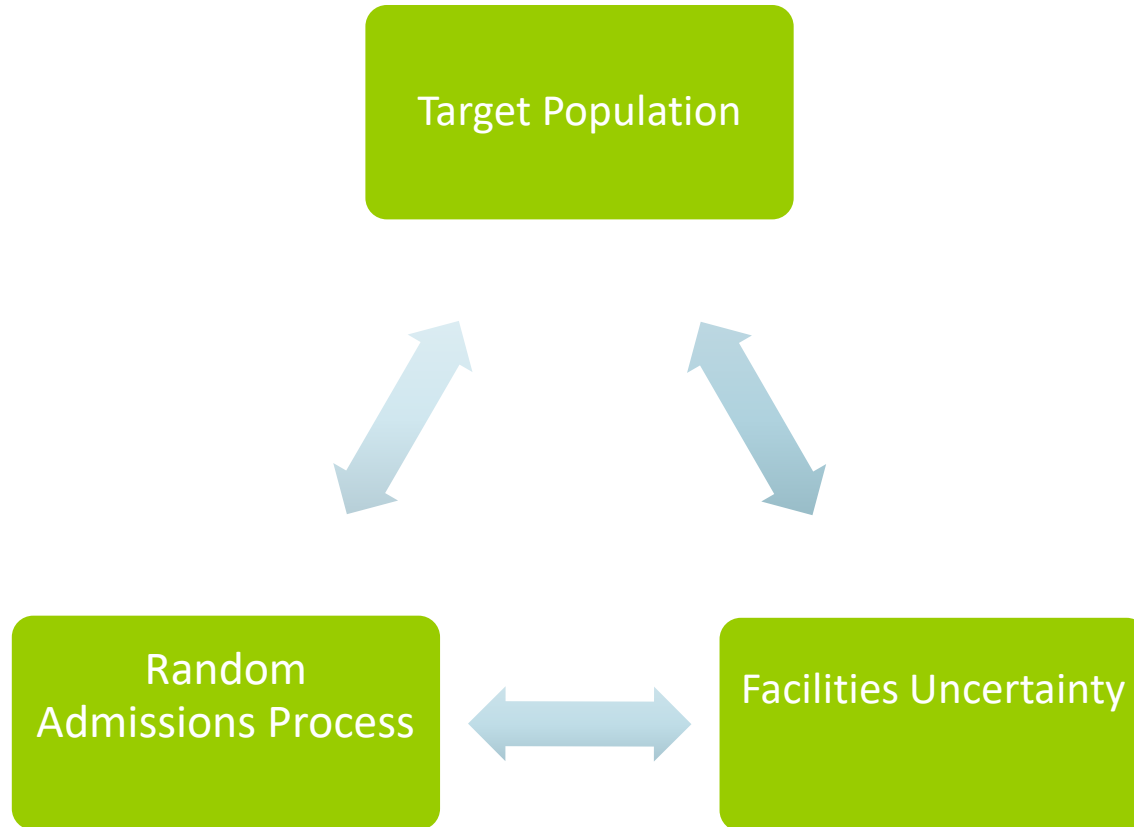 Target Population
Random
Admissions Process
Facilities Uncertainty